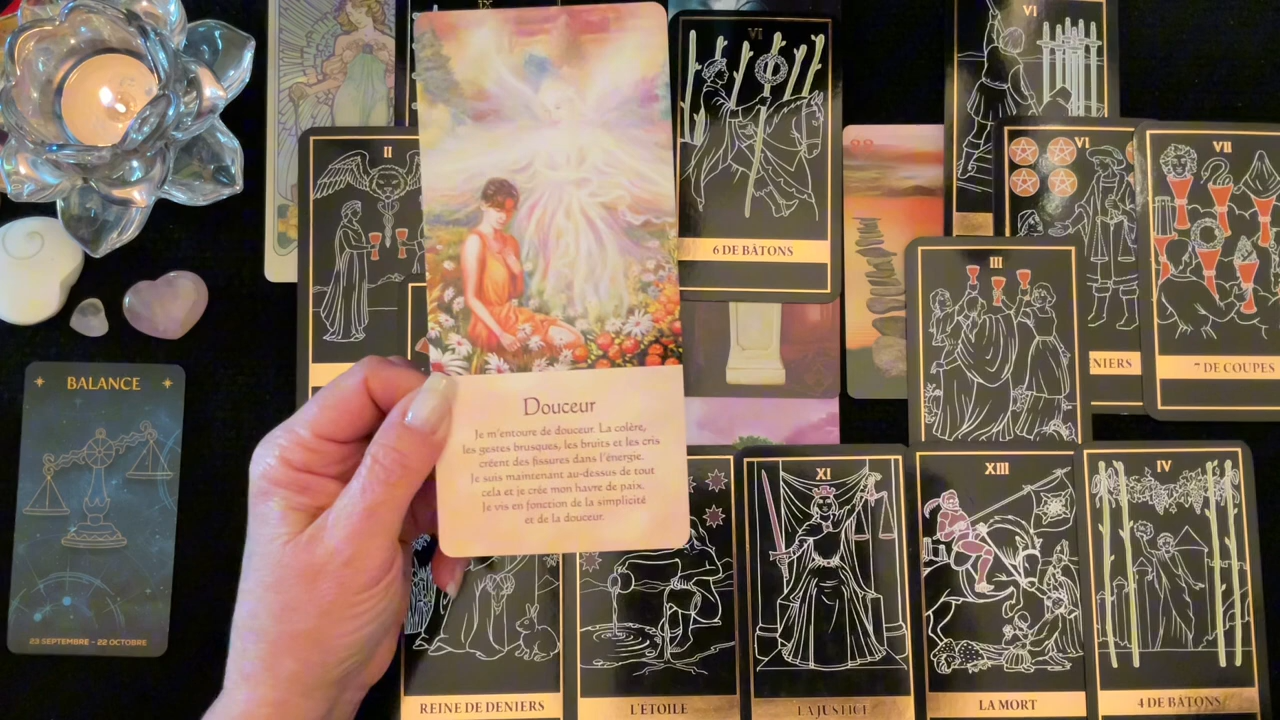 IX
VI
VI
II
VI
VII
88
6 DE BÂTONS
III
ENIERS
7 DE COUPES
BALANCE
23 SEPTEMBRE - 22 OCTOBRE
Douceur
Je m'entoure de douceur. La colère,
les gestes brusques, les bruits et les cris
créent des fissures dans l'énergie.
Je suis maintenant au-dessus de tout
cela et je crée mon havre de paix.
Je vis en fonction de la simplicité
et de la douceur.
XI
XIII
IV
REINE DE DENIERS
L'ÉTOILE
LA JUSTICE
LA MORT
4 DE BÂTONS